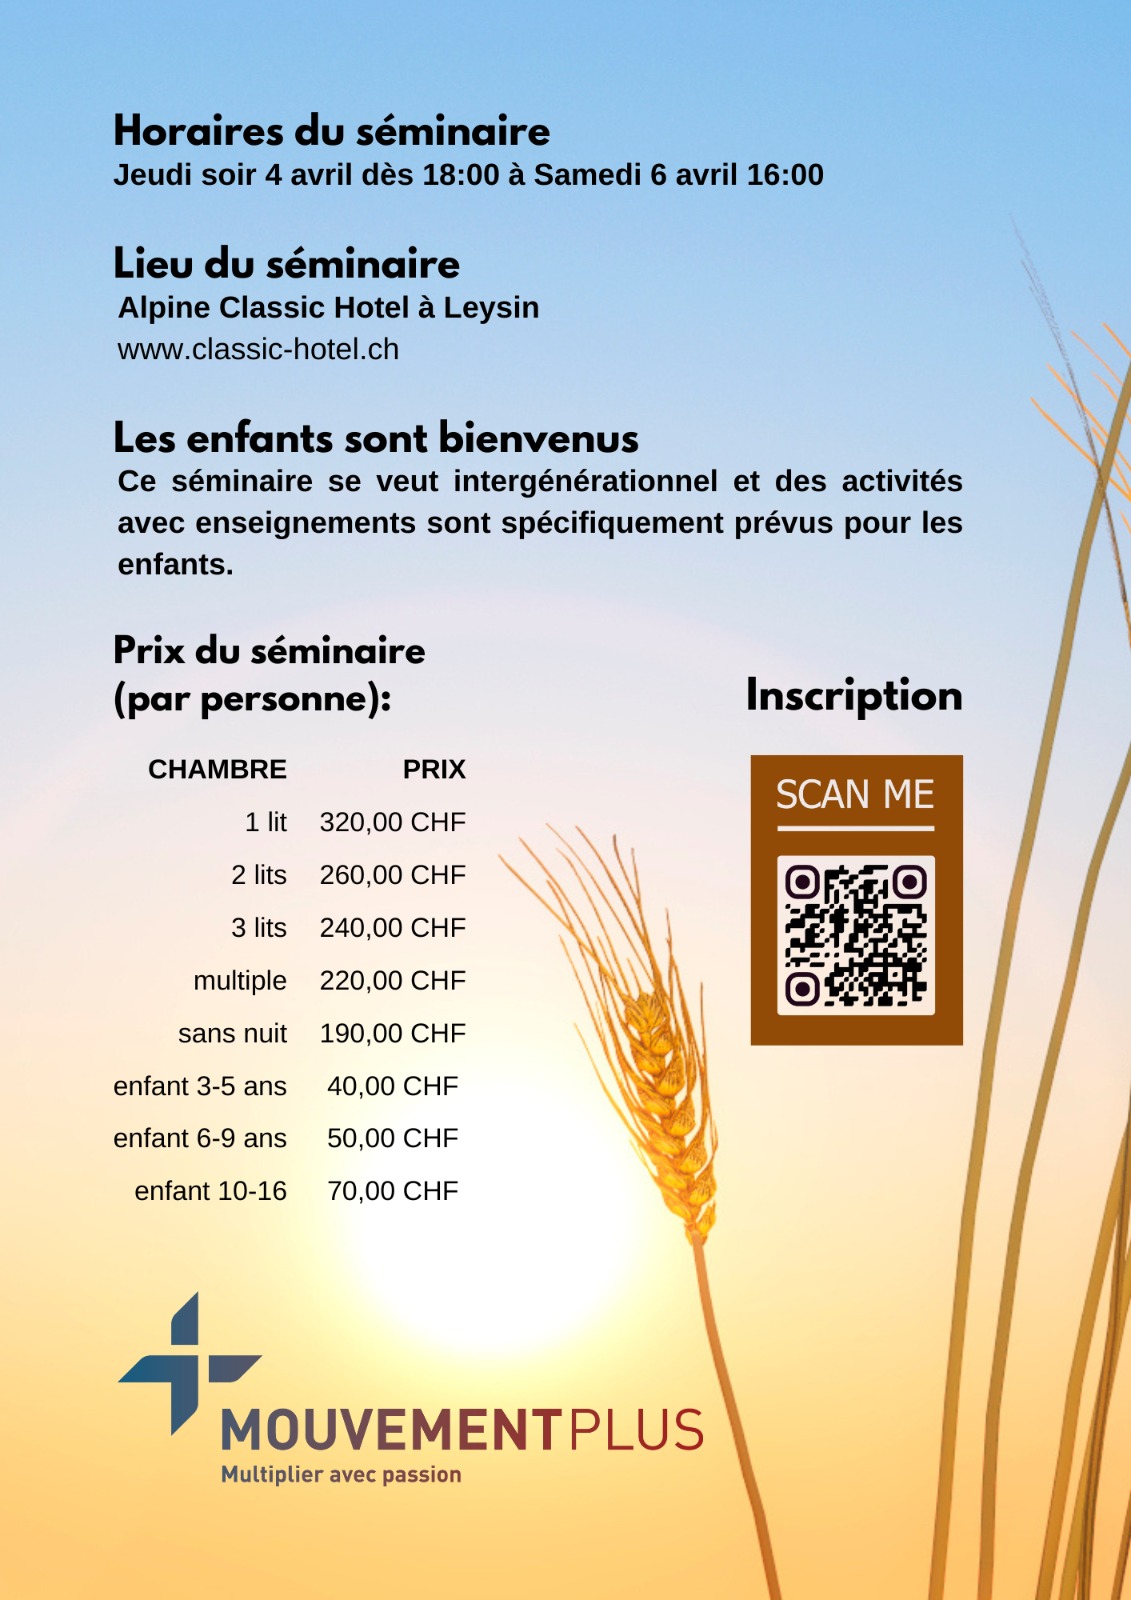 Horaires du séminaire
Jeudi soir 4 avril dès 18:00 à Samedi 6 avril 16:00
Lieu du séminaire
Alpine Classic Hotel à Leysin
www.classic-hotel.ch
Les enfants sont bienvenus
Ce séminaire se veut intergénérationnel et des activités
avec enseignements sont spécifiquement prévus pour les
enfants.
Prix du séminaire
(par personne):
CHAMBRE PRIX
1 lit 320,00 CHF
2 lits 260,00 CHF
3 lits 240,00 CHF
multiple 220,00 CHF
sans nuit 190,00 CHF
enfant 3-5 ans 40,00 CHF
enfant 6-9 ans 50,00 CHF
enfant 10-16 70,00 CHF
Inscription
SCAN ME
MOUVEMENTPLUS
Multiplier avec passion